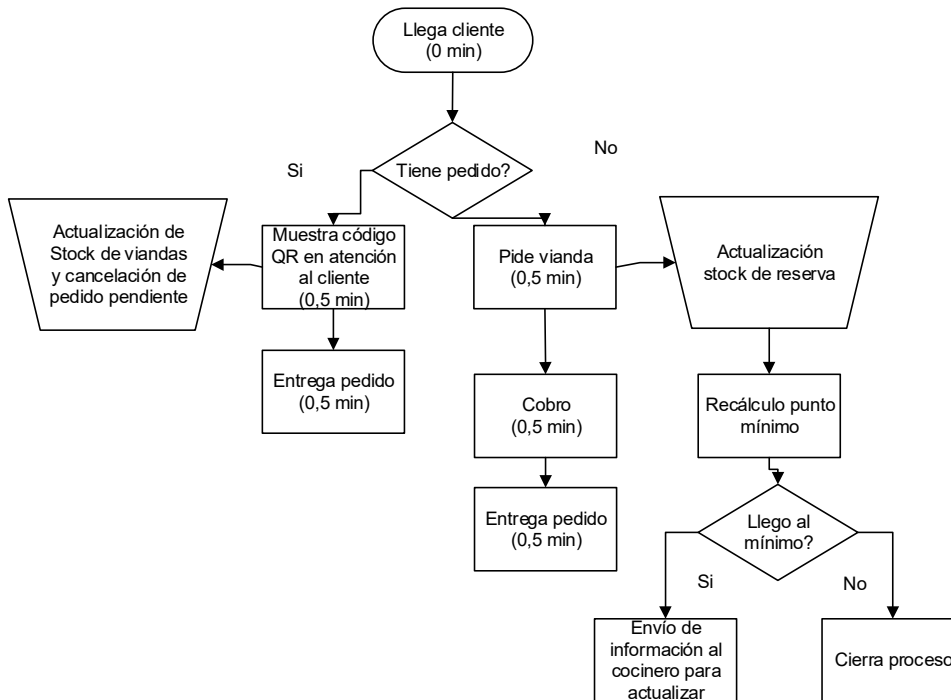 Llega cliente
(0 min)
Tiene pedido?
Si
No
Actualización de
Stock de viandas
y cancelación de
pedido pendiente
Muestra código
QR en atención
al cliente
(0,5 min)
Pide vianda
(0,5 min)
Actualización
stock de reserva
Entrega pedido
(0,5 min)
Cobro
(0,5 min)
Recálculo punto
mínimo
Entrega pedido
(0,5 min)
Llego al
mínimo?
Si
No
Envío de
información al
cocinero para
actualizar
Cierra proceso